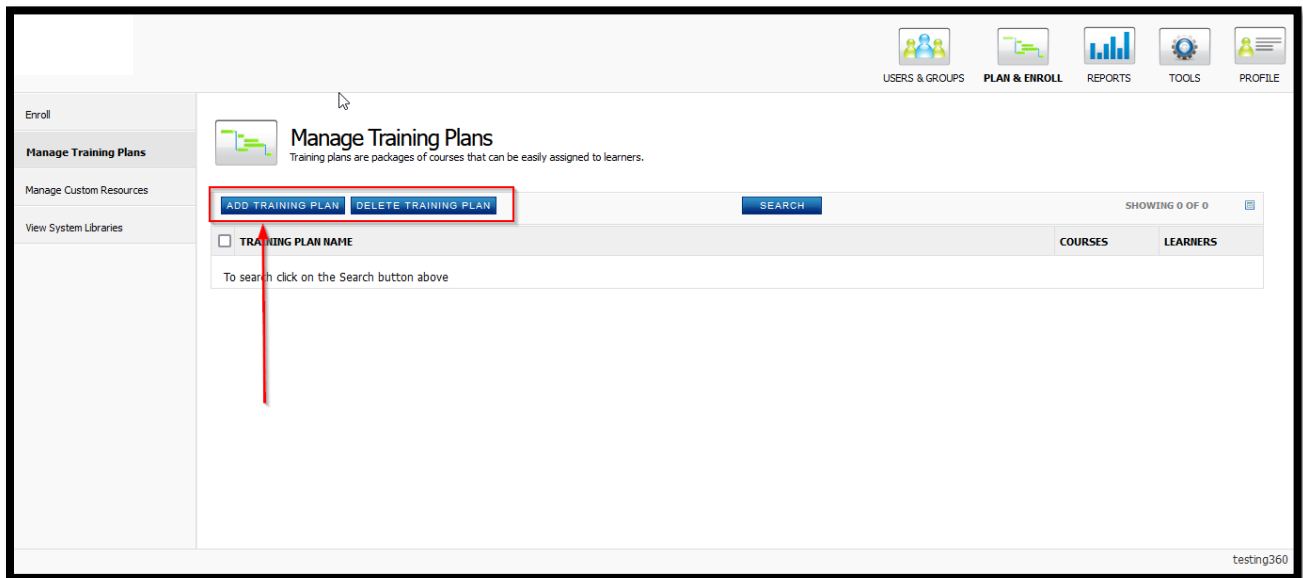 USERS & GROUPS PLAN & ENROLL REPORTS TOOLS PROFILE
Enroll
Manage Training Plans
Manage Custom Resources
View System Libraries
Manage Training Plans
Training plans are packages of courses that can be easily assigned to learners.
ADD TRAINING PLAN DELETE TRAINING PLAN SEARCH SHOWING 0 OF 0
TRAINING PLAN NAME COURSES LEARNERS
To search click on the Search button above
testing360